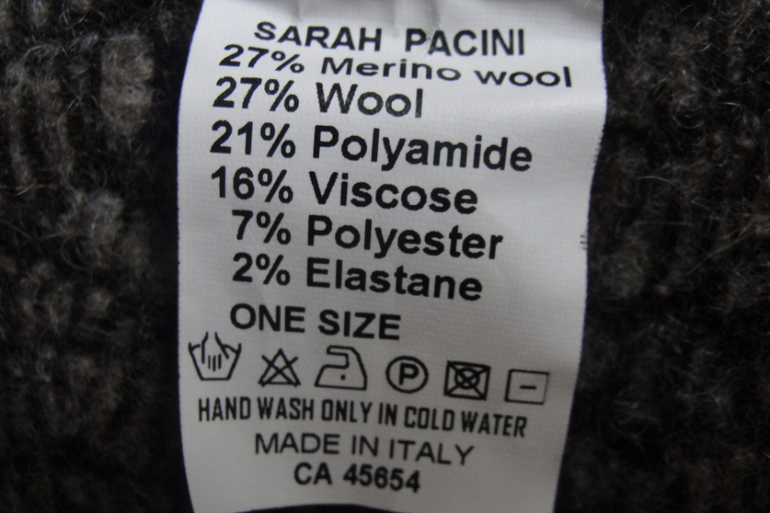 SARAH PACINI
27% Merino wool
27% Wool
21% Polyamide
16% Viscose
7% Polyester
2% Elastane
ONE SIZE
P
HAND WASH ONLY IN COLD WATER
MADE IN ITALY
CA 45654